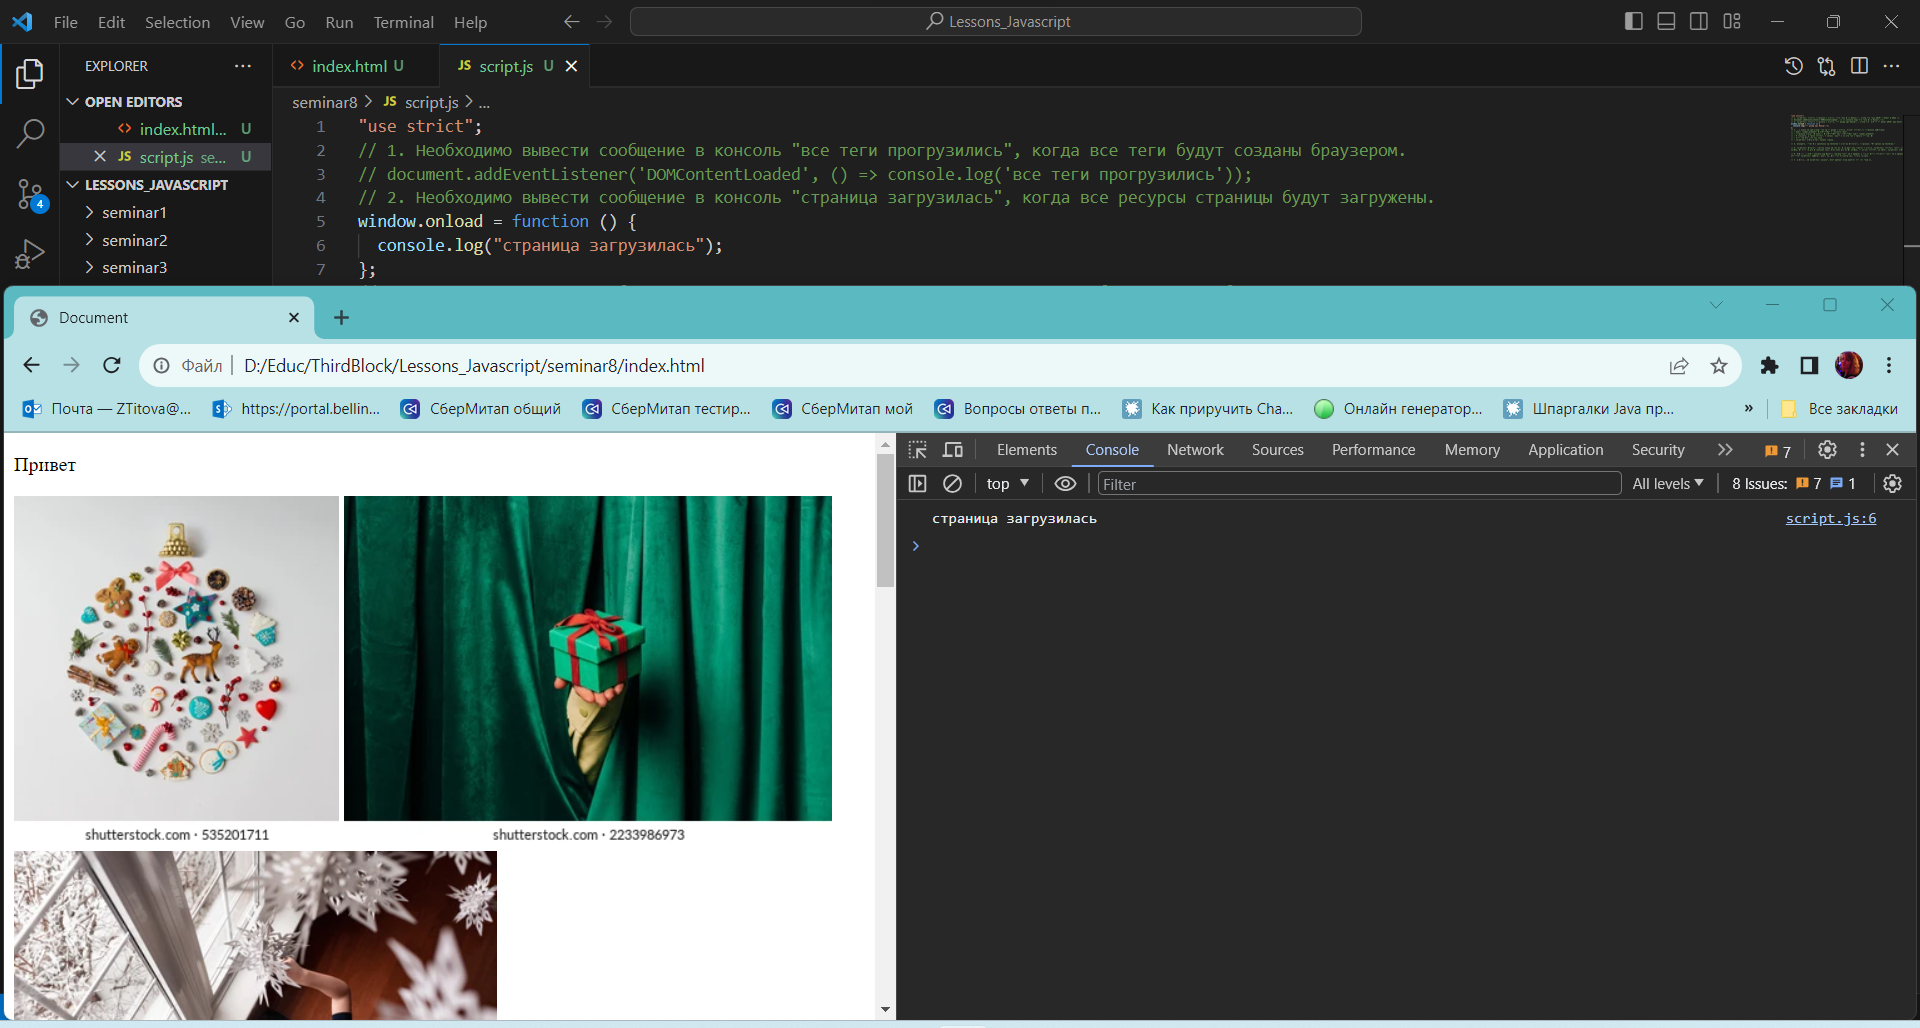 File Edit Selection View Go Run Terminal Help
Lessons_Javascript
EXPLORER
index.html U
JS script.js U
OPEN EDITORS
index.html... U
JS script.js se... U
LESSONS_JAVASCRIPT
seminar1
seminar2
seminar3
4
seminar8 > JS script.js > ...
1 "use strict";
2 // 1. Необходимо вывести сообщение в консоль "все теги прогрузились", когда все теги будут созданы браузером.
3 // document.addEventListener('DOMContentLoaded', () => console.log('все теги прогрузились'));
4 // 2. Необходимо вывести сообщение в консоль "страница загрузилась", когда все ресурсы страницы будут загружены.
5 window.onload = function () {
6 console.log("страница загрузилась");
7 };
Document
Файл D:/Educ/ThirdBlock/Lessons_Javascript/seminar8/index.html
Почта — ZTitova@... https://portal.bellin... СберМитап общий СберМитап тестир... СберМитап мой Вопросы ответы п... Как приручить Cha... Онлайн генератор... Шпаргалки Java пр... » Все закладки
Привет
shutterstock.com · 535201711
shutterstock.com · 2233986973
Elements Console Network Sources Performance Memory Application Security 7
top Filter All levels 8 Issues: 7 1
страница загрузилась script.js:6